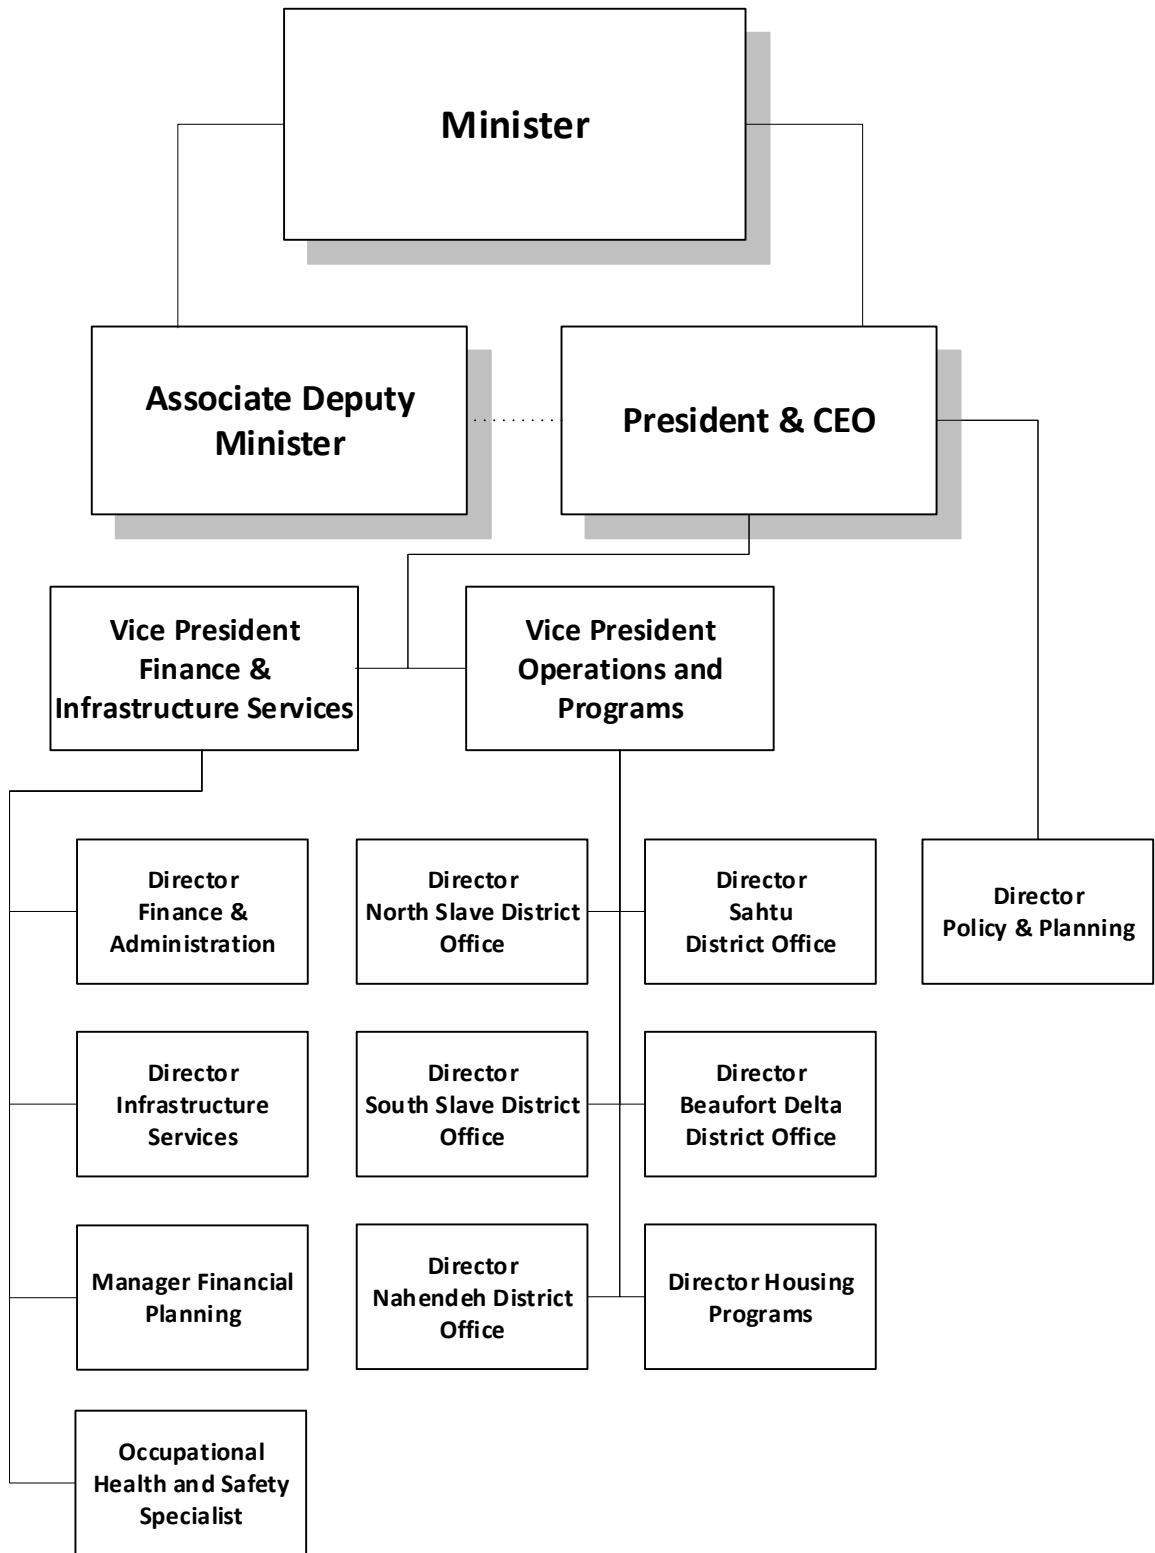 Minister
Associate Deputy
Minister
President & CEO
Vice President
Finance &
Infrastructure Services
Vice President
Operations and
Programs
Director
Finance &
Administration
Director
North Slave District
Office
Director
Sahtu
District Office
Director
Policy & Planning
Director
Infrastructure
Services
Director
South Slave District
Office
Director
Beaufort Delta
District Office
Manager Financial
Planning
Director
Nahendeh District
Office
Director Housing
Programs
Occupational
Health and Safety
Specialist